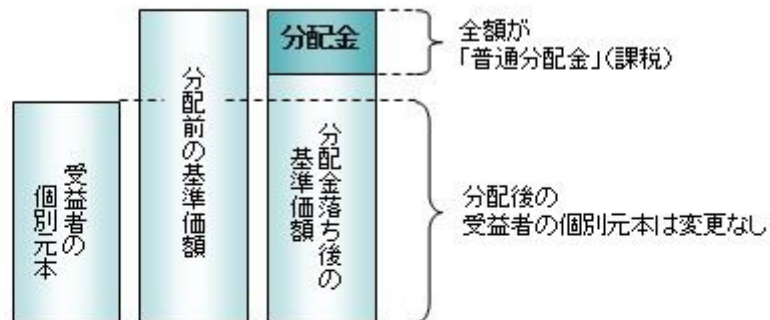 受益者の
個別元本
分配前の基準価額
分配金
分配金落ち後の
基準価額
全額が
「普通分配金」(課税)
分配後の
受益者の個別元本は変更なし